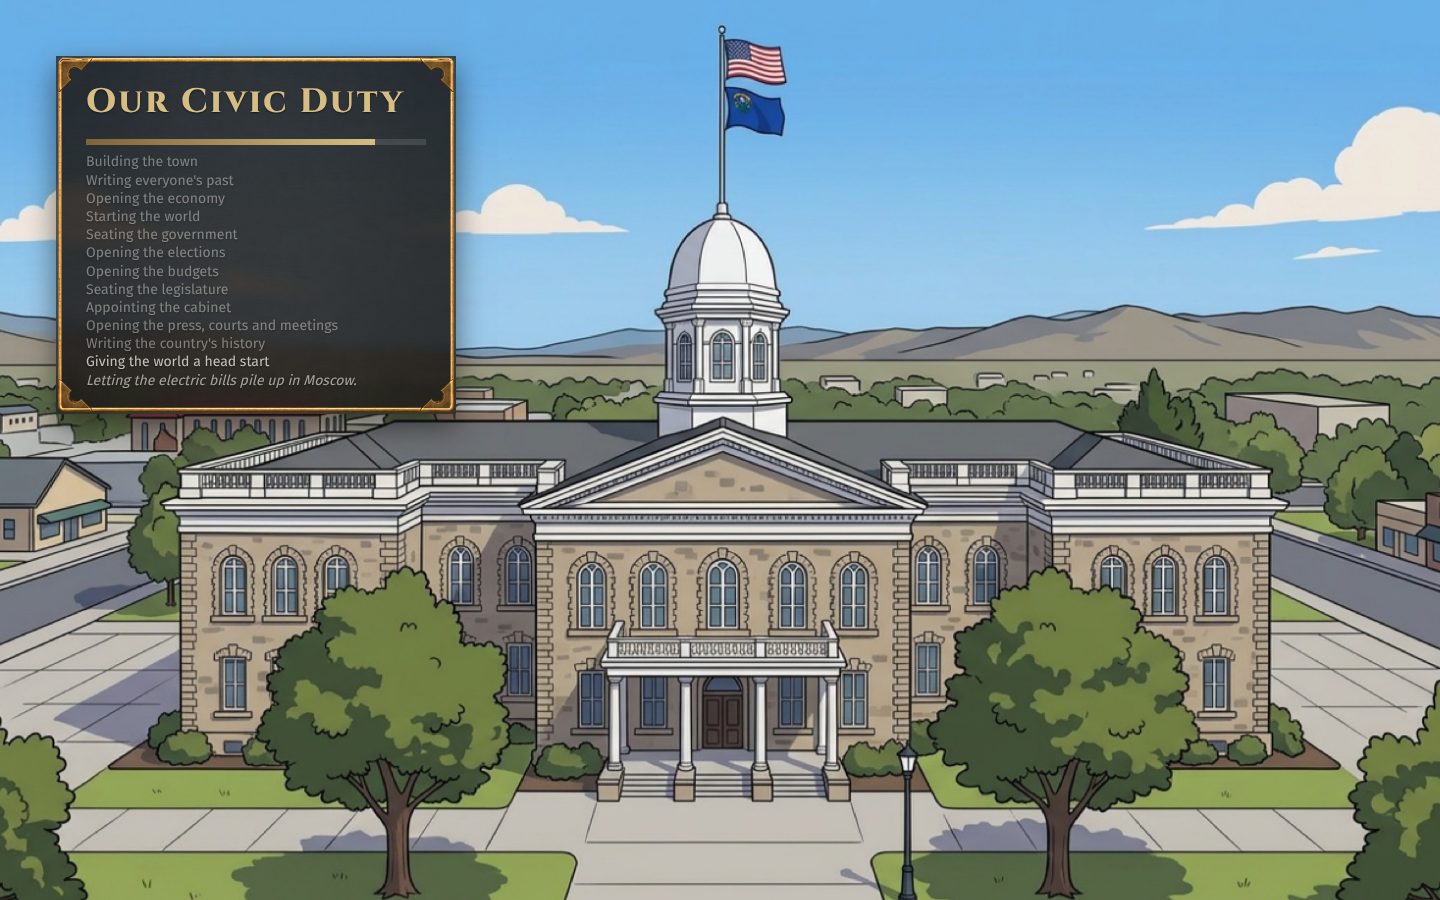 Our Civic Duty
Building the town
Writing everyone's past
Opening the economy
Starting the world
Seating the government
Opening the elections
Opening the budgets
Seating the legislature
Appointing the cabinet
Opening the press, courts and meetings
Writing the country's history
Giving the world a head start
Letting the electric bills pile up in Moscow.